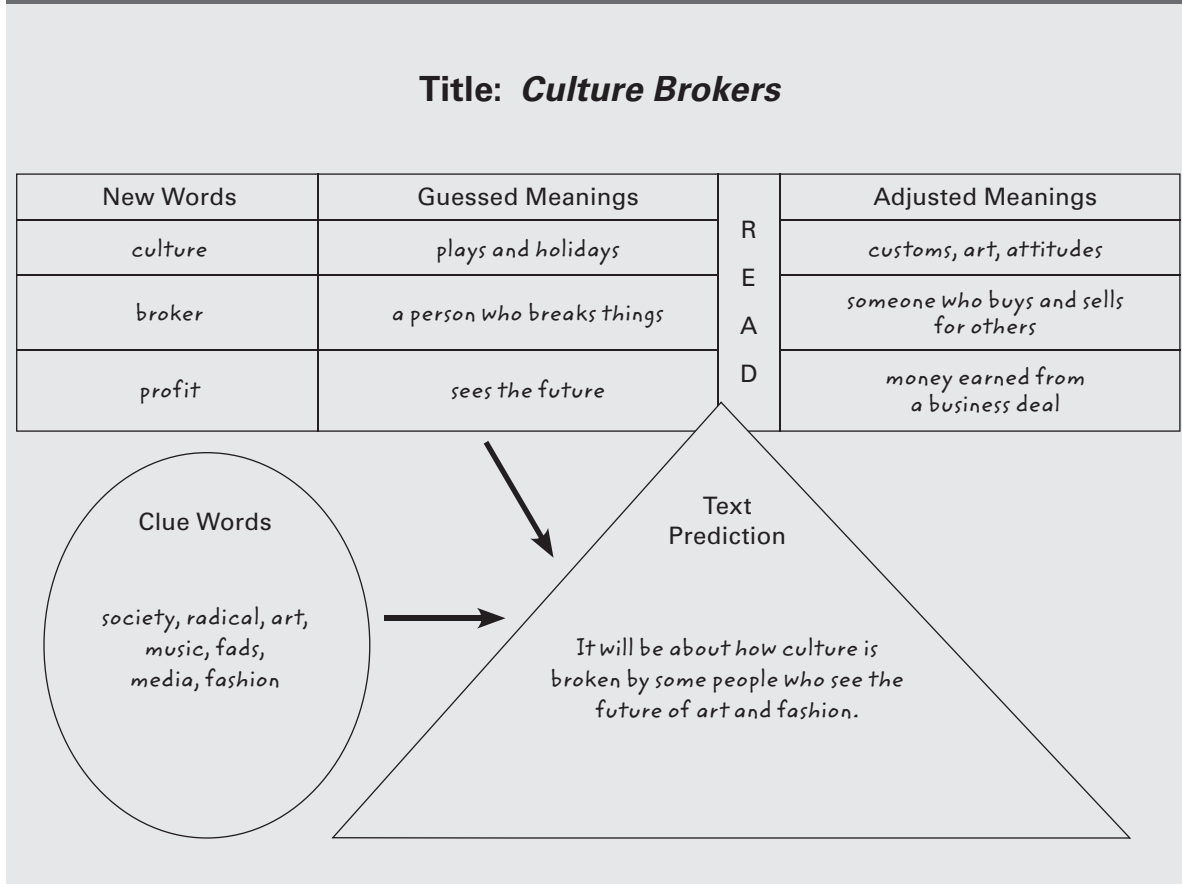 Title: Culture Brokers
New Words
Guessed Meanings
R
E
A
D
Adjusted Meanings
culture
plays and holidays
customs, art, attitudes
broker
a person who breaks things
someone who buys and sells
for others
profit
sees the future
money earned from
a business deal
Clue Words
society, radical, art,
music, fads,
media, fashion
Text
Prediction
It will be about how culture is
broken by some people who see the
future of art and fashion.